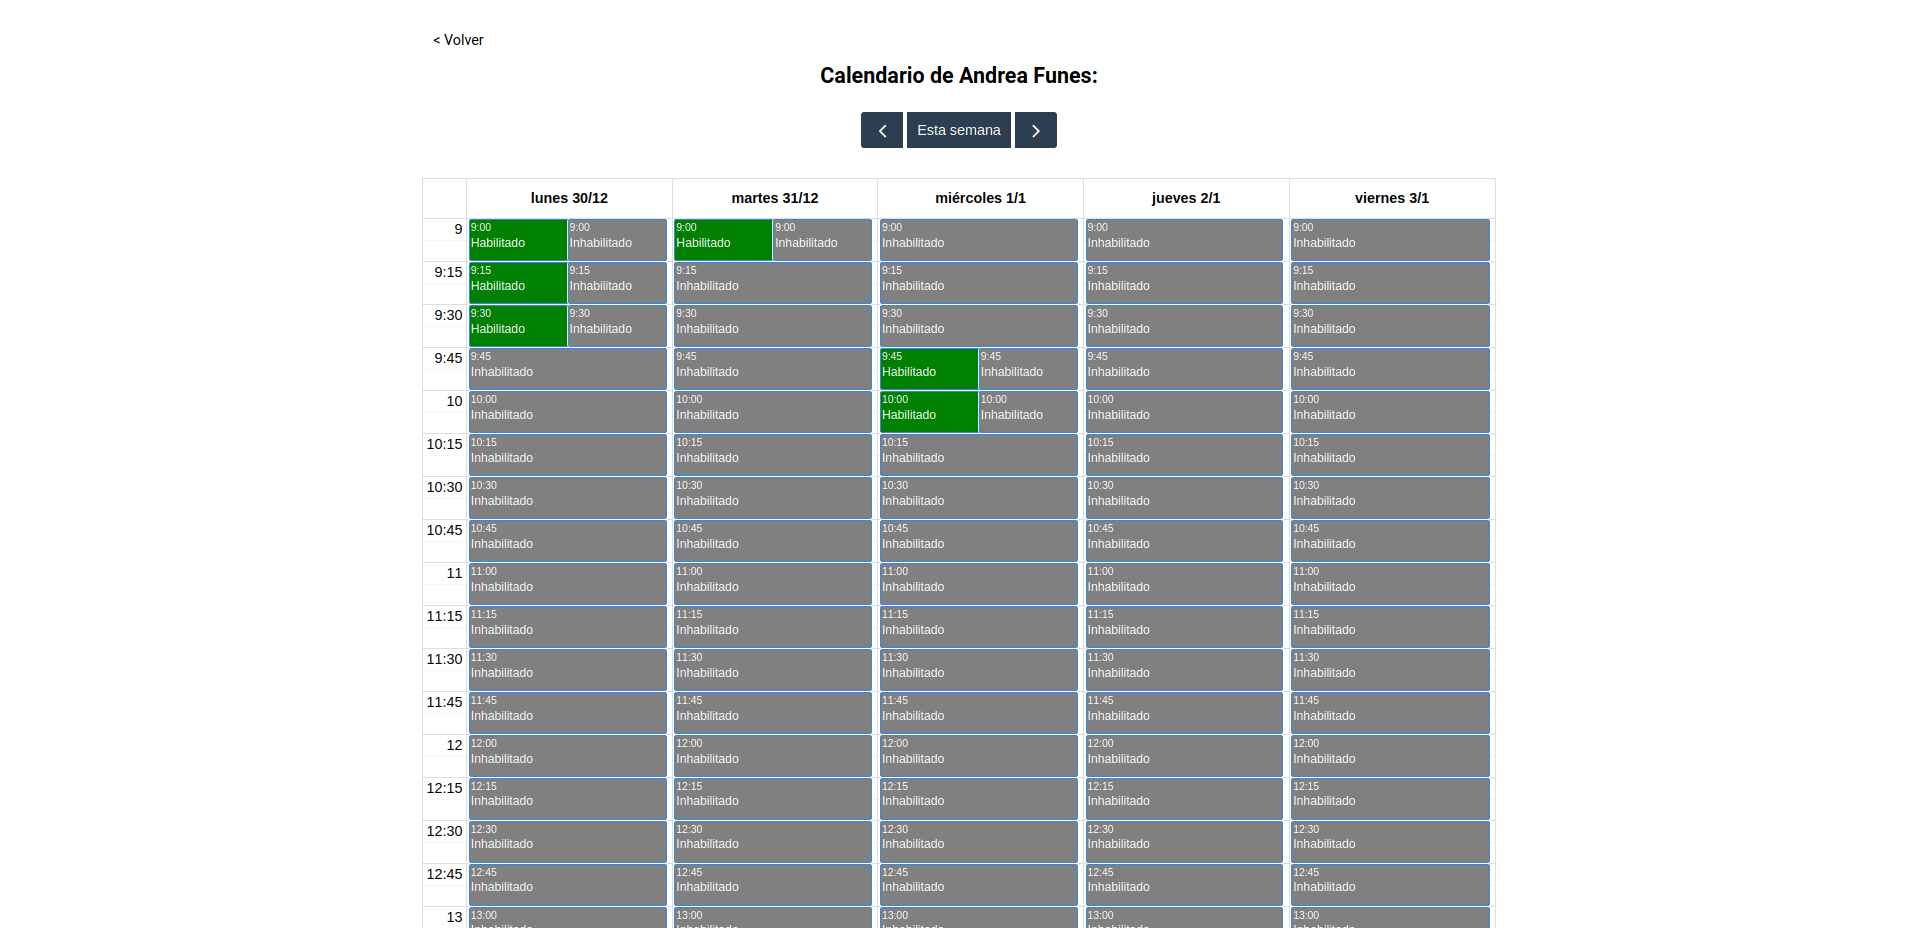 < Volver
Calendario de Andrea Funes:
Esta semana
lunes 30/12 martes 31/12 miércoles 1/1 jueves 2/1 viernes 3/1
9 9:00 9:00 9:00 9:00 9:00 9:00 9:00
Habilitado Inhabilitado Habilitado Inhabilitado Inhabilitado Inhabilitado Inhabilitado
9:15 9:15 9:15 9:15 9:15 9:15 9:15
Habilitado Inhabilitado Inhabilitado Inhabilitado Inhabilitado Inhabilitado
9:30 9:30 9:30 9:30 9:30 9:30 9:30
Habilitado Inhabilitado Inhabilitado Inhabilitado Inhabilitado Inhabilitado
9:45 9:45 9:45 9:45 9:45 9:45 9:45
Inhabilitado Inhabilitado Habilitado Inhabilitado Inhabilitado Inhabilitado
10 10:00 10:00 10:00 10:00 10:00 10:00
Inhabilitado Inhabilitado Habilitado Inhabilitado Inhabilitado Inhabilitado
10:15 10:15 10:15 10:15 10:15 10:15
Inhabilitado Inhabilitado Inhabilitado Inhabilitado Inhabilitado
10:30 10:30 10:30 10:30 10:30 10:30
Inhabilitado Inhabilitado Inhabilitado Inhabilitado Inhabilitado
10:45 10:45 10:45 10:45 10:45 10:45
Inhabilitado Inhabilitado Inhabilitado Inhabilitado Inhabilitado
11 11:00 11:00 11:00 11:00 11:00
Inhabilitado Inhabilitado Inhabilitado Inhabilitado Inhabilitado
11:15 11:15 11:15 11:15 11:15 11:15
Inhabilitado Inhabilitado Inhabilitado Inhabilitado Inhabilitado
11:30 11:30 11:30 11:30 11:30 11:30
Inhabilitado Inhabilitado Inhabilitado Inhabilitado Inhabilitado
11:45 11:45 11:45 11:45 11:45 11:45
Inhabilitado Inhabilitado Inhabilitado Inhabilitado Inhabilitado
12 12:00 12:00 12:00 12:00 12:00
Inhabilitado Inhabilitado Inhabilitado Inhabilitado Inhabilitado
12:15 12:15 12:15 12:15 12:15 12:15
Inhabilitado Inhabilitado Inhabilitado Inhabilitado Inhabilitado
12:30 12:30 12:30 12:30 12:30 12:30
Inhabilitado Inhabilitado Inhabilitado Inhabilitado Inhabilitado
12:45 12:45 12:45 12:45 12:45 12:45
Inhabilitado Inhabilitado Inhabilitado Inhabilitado Inhabilitado
13 13:00 13:00 13:00 13:00 13:00